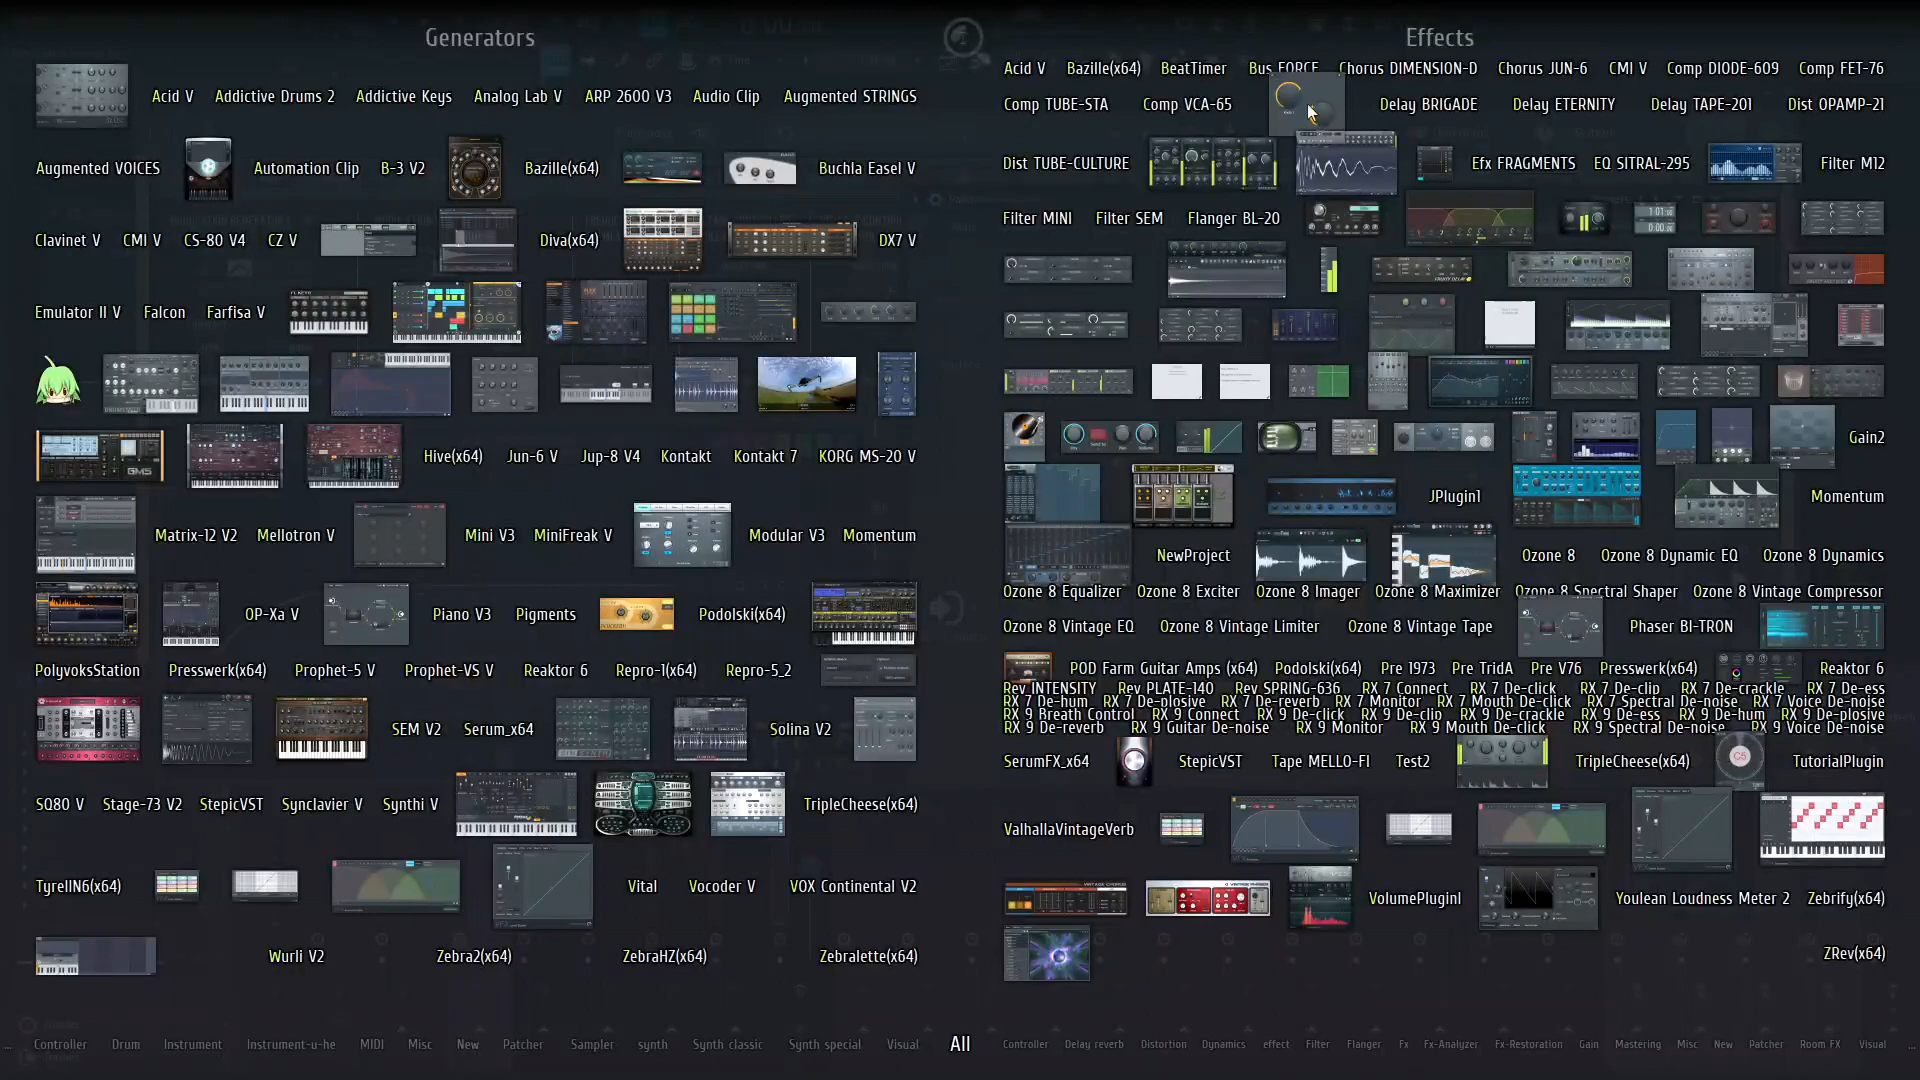 Generators
Acid V Addictive Drums 2 Addictive Keys Analog Lab V ARP 2600 V3 Audio Clip Augmented STRINGS
Augmented VOICES Automation Clip B-3 V2 Bazille(x64) Buchla Easel V
Clavinet V CMI V CS-80 V4 CZ V Diva(x64) DX7 V
Emulator II V Falcon Farfisa V
Hive(x64) Jun-6 V Jup-8 V4 Kontakt Kontakt 7 KORG MS-20 V
Matrix-12 V2 Mellotron V Mini V3 MiniFreak V Modular V3 Momentum
OP-Xa V Piano V3 Pigments Podolski(x64)
PolyvoksStation Presswerk(x64) Prophet-5 V Prophet-VS V Reaktor 6 Repro-1(x64) Repro-5_2
SEM V2 Serum_x64 Solina V2
SQ80 V Stage-73 V2 StepicVST Synclavier V Synthi V TripleCheese(x64)
TyrellN6(x64) Vital Vocoder V VOX Continental V2
Wurli V2 Zebra2(x64) ZebraHZ(x64) Zebralette(x64)
Effects
Acid V Bazille(x64) BeatTimer Bus FORCE Chorus DIMENSION-D Chorus JUN-6 CMI V Comp DIODE-609 Comp FET-76
Comp TUBE-STA Comp VCA-65 Delay BRIGADE Delay ETERNITY Delay TAPE-201 Dist OPAMP-21
Dist TUBE-CULTURE Efx FRAGMENTS EQ SITRAL-295 Filter M12
Filter MINI Filter SEM Flanger BL-20
Gain2
JPlugin1 Momentum
NewProject Ozone 8 Ozone 8 Dynamic EQ Ozone 8 Dynamics
Ozone 8 Equalizer Ozone 8 Exciter Ozone 8 Imager Ozone 8 Maximizer Ozone 8 Spectral Shaper Ozone 8 Vintage Compressor
Ozone 8 Vintage EQ Ozone 8 Vintage Limiter Ozone 8 Vintage Tape Phaser BI-TRON
POD Farm Guitar Amps (x64) Podolski(x64) Pre 1973 Pre TridA Pre V76 Presswerk(x64) Reaktor 6
Rev INTENSITY Rev PLATE-140 Rev SPRING-636 RX 7 Connect RX 7 De-click RX 7 De-clip RX 7 De-crackle RX 7 De-ess
RX 7 De-hum RX 7 De-plosive RX 7 De-reverb RX 7 Monitor RX 7 Mouth De-click RX 7 Spectral De-noise RX 7 Voice De-noise
RX 9 Breath Control RX 9 Connect RX 9 De-click RX 9 De-clip RX 9 De-crackle RX 9 De-ess RX 9 De-hum RX 9 De-plosive
RX 9 De-reverb RX 9 Guitar De-noise RX 9 Monitor RX 9 Mouth De-click RX 9 Spectral De-noise RX 9 Voice De-noise
SerumFX_x64 StepicVST Tape MELLO-FI Test2 TripleCheese(x64) TutorialPlugin
ValhallaVintageVerb
VolumePluginI Youlean Loudness Meter 2 Zebrify(x64)
ZRev(x64)
Controller Drum Instrument Instrument-u-he MIDI Misc New Patcher Sampler synth Synth classic Synth special Visual All Controller Delay reverb Distortion Dynamics effect Filter Flanger Fx Fx-Analyzer Fx-Restoration Gain Mastering Misc New Patcher Room FX Visual